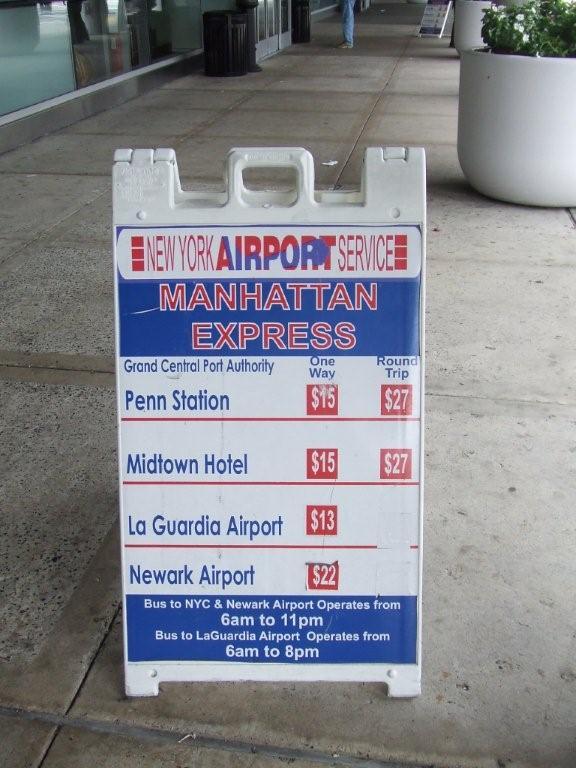 NEW YORK AIRPORT SERVICE
MANHATTAN
EXPRESS
Grand Central Port Authority One Way Round Trip
Penn Station $15 $27
Midtown Hotel $15 $27
La Guardia Airport $13
Newark Airport $22
Bus to NYC & Newark Airport Operates from
6am to 11pm
Bus to LaGuardia Airport Operates from
6am to 8pm